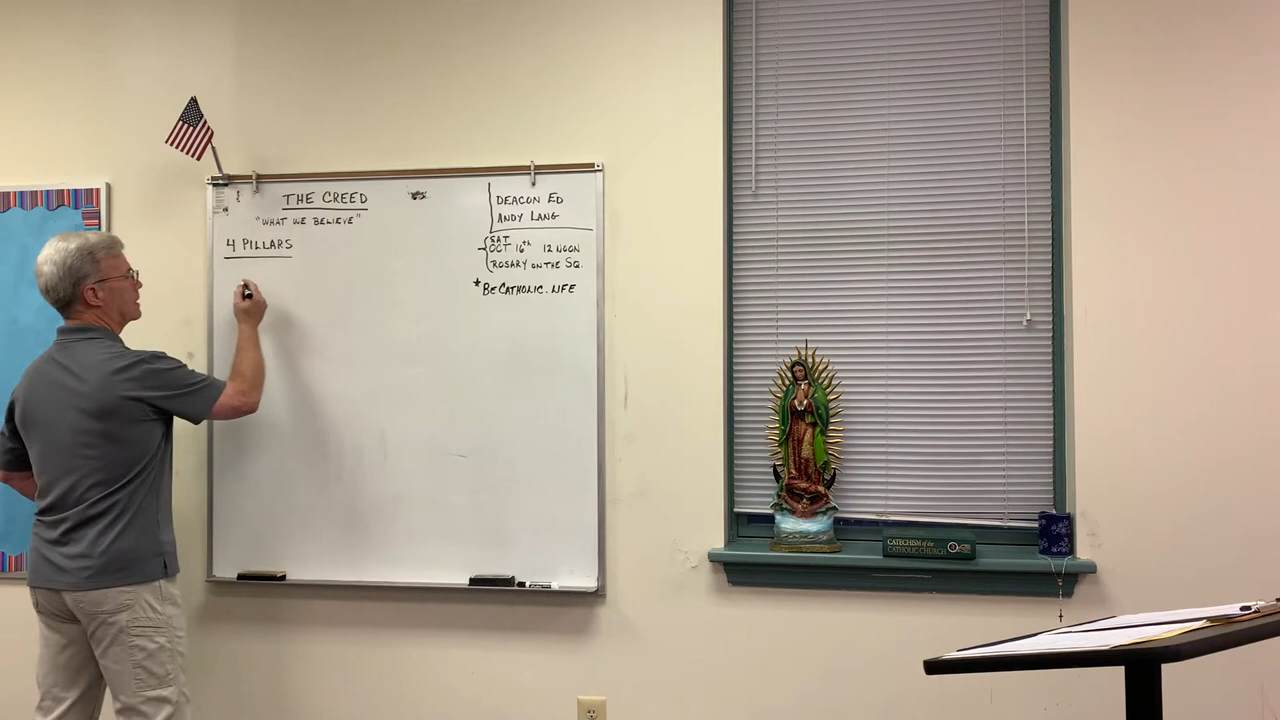 THE CREED
"WHAT WE BELIEVE"
4 PILLARS
DEACON ED
ANDY LANG
SAT
OCT 16th 12 NOON
ROSARY ON THE SQ.
*BECATHOLIC.LIFE
CATECHISM of the
CATHOLIC CHURCH